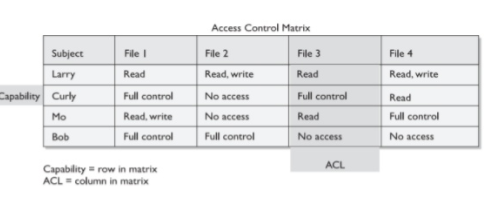 Access Control Matrix
Subject File 1 File 2 File 3 File 4
Larry Read Read, write Read Read, write
Capability Curly Full control No access Full control Read
Mo Read, write No access Read Full control
Bob Full control Full control No access No access
ACL
Capability = row in matrix
ACL = column in matrix